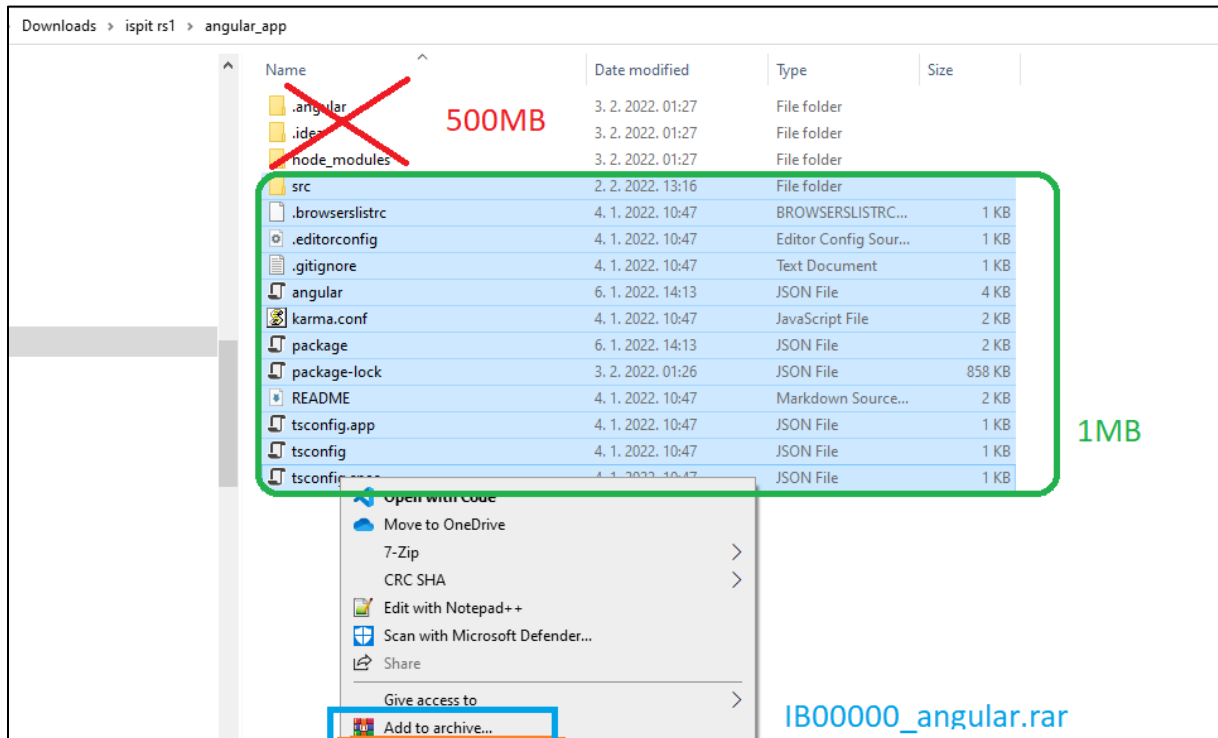 Downloads > ispit rs1 > angular_app
Name Date modified Type Size
.angular 3. 2. 2022. 01:27 File folder
.idea 3. 2. 2022. 01:27 File folder
500MB
node_modules 3. 2. 2022. 01:27 File folder
src 2. 2. 2022. 13:16 File folder
.browserslistrc 4. 1. 2022. 10:47 BROWSERSLISTRC... 1 KB
.editorconfig 4. 1. 2022. 10:47 Editor Config Sour... 1 KB
.gitignore 4. 1. 2022. 10:47 Text Document 1 KB
angular 6. 1. 2022. 14:13 JSON File 4 KB
karma.conf 4. 1. 2022. 10:47 JavaScript File 2 KB
package 6. 1. 2022. 14:13 JSON File 2 KB
package-lock 3. 2. 2022. 01:26 JSON File 858 KB
README 4. 1. 2022. 10:47 Markdown Source... 2 KB
tsconfig.app 4. 1. 2022. 10:47 JSON File 1 KB
1MB
tsconfig 4. 1. 2022. 10:47 JSON File 1 KB
tsconfig.spec 4. 1. 2022. 10:47 JSON File 1 KB
Open with Code
Move to OneDrive
7-Zip
CRC SHA
Edit with Notepad++
Scan with Microsoft Defender...
Share
Give access to
IB00000_angular.rar
Add to archive...